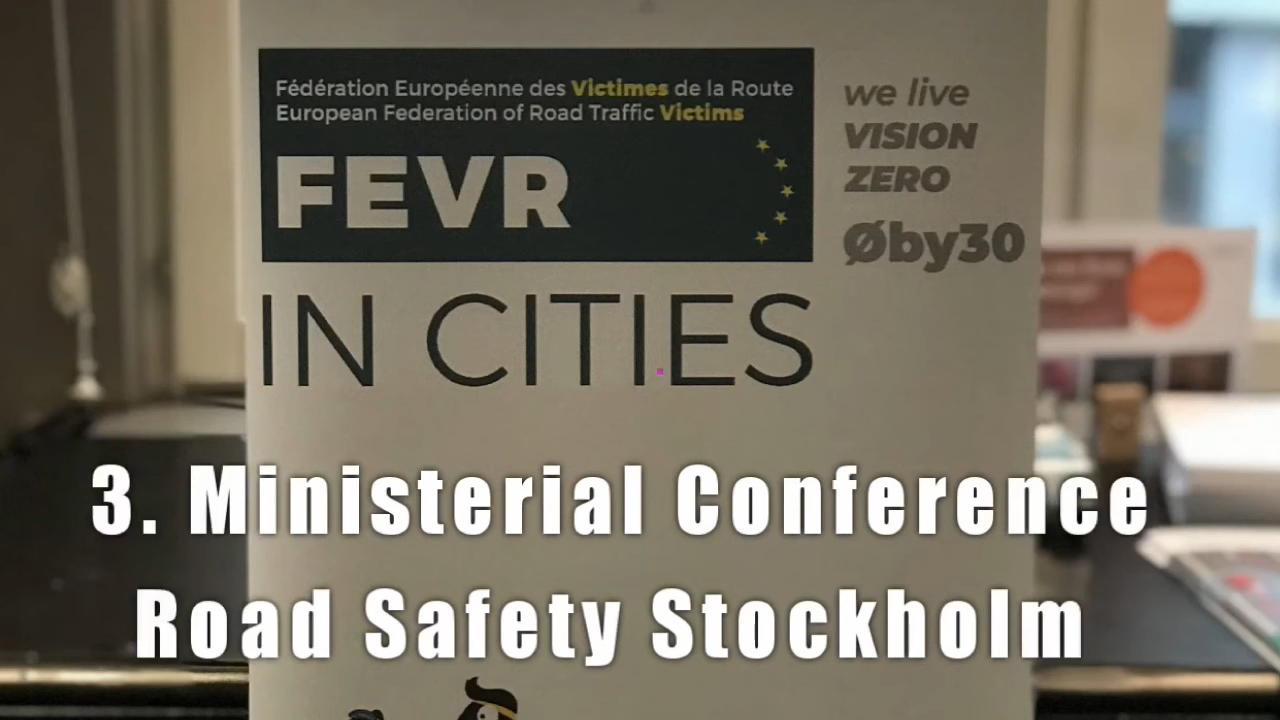 Fédération Européenne des Victimes de la Route
European Federation of Road Traffic Victims
FEVR
we live
VISION
ZERO
Øby30
IN CITIES
3. Ministerial Conference
Road Safety Stockholm